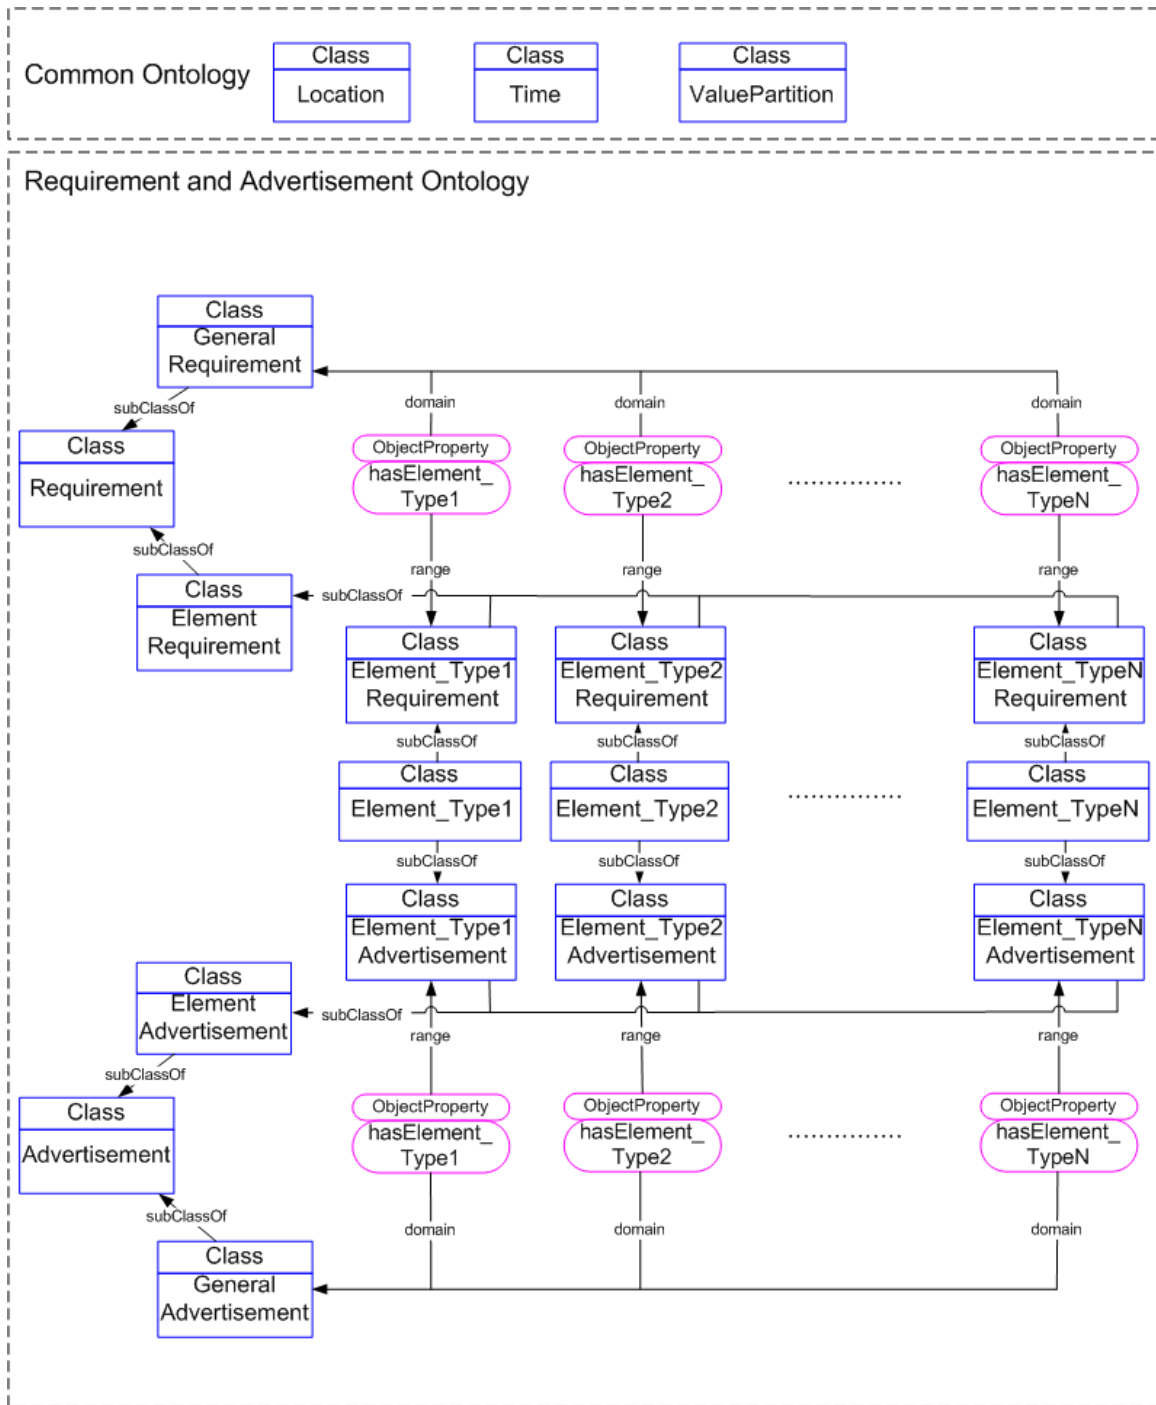 Common Ontology
Class
Location
Class
Time
Class
ValuePartition
Requirement and Advertisement Ontology
Class
General
Requirement
subClassOf
domain
domain
domain
Class
Requirement
ObjectProperty
hasElement_
Type1
ObjectProperty
hasElement_
Type2
...............
ObjectProperty
hasElement_
TypeN
subClassOf
range
range
range
Class
Element
Requirement
subClassOf
Class
Element_Type1
Requirement
Class
Element_Type2
Requirement
Class
Element_TypeN
Requirement
subClassOf
subClassOf
subClassOf
Class
Element_Type1
Class
Element_Type2
...............
Class
Element_TypeN
subClassOf
subClassOf
subClassOf
Class
Element_Type1
Advertisement
Class
Element_Type2
Advertisement
Class
Element_TypeN
Advertisement
Class
Element
Advertisement
subClassOf
range
range
range
subClassOf
Class
Advertisement
ObjectProperty
hasElement_
Type1
ObjectProperty
hasElement_
Type2
...............
ObjectProperty
hasElement_
TypeN
subClassOf
domain
domain
domain
Class
General
Advertisement